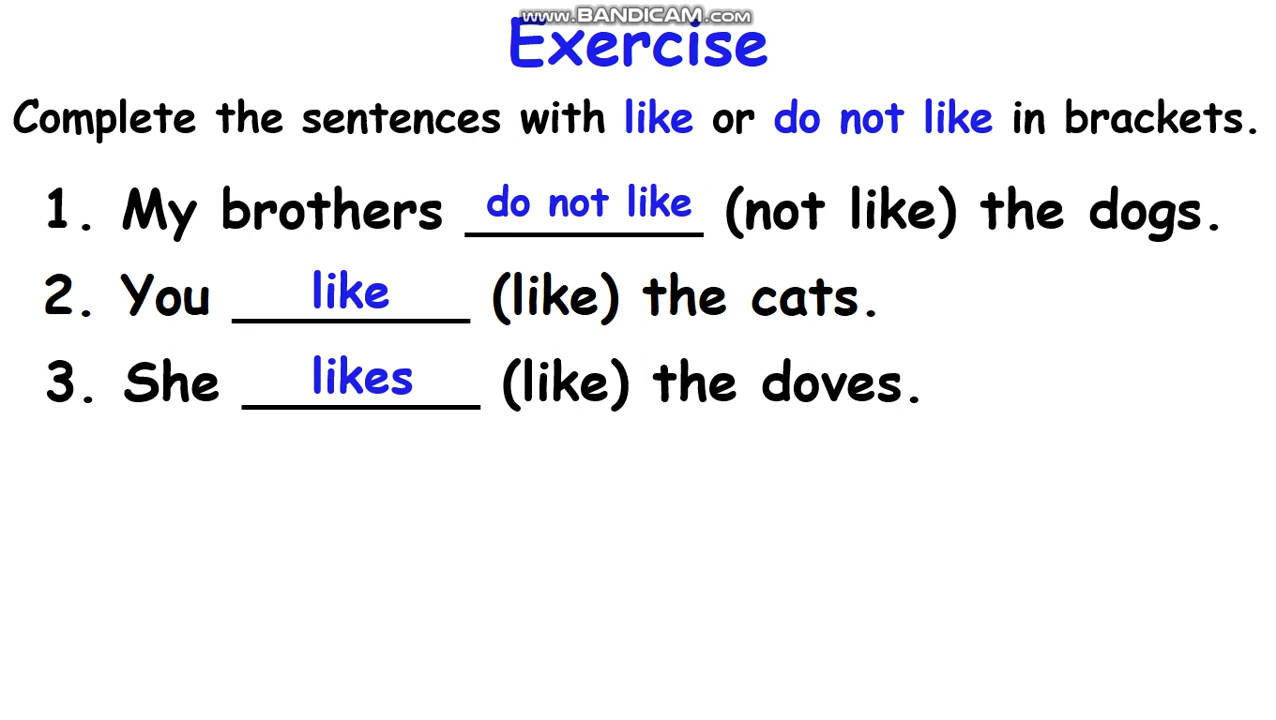 www.BANDICAM.com
Exercise
Complete the sentences with like or do not like in brackets.
1. My brothers do not like (not like) the dogs.
2. You like (like) the cats.
3. She likes (like) the doves.